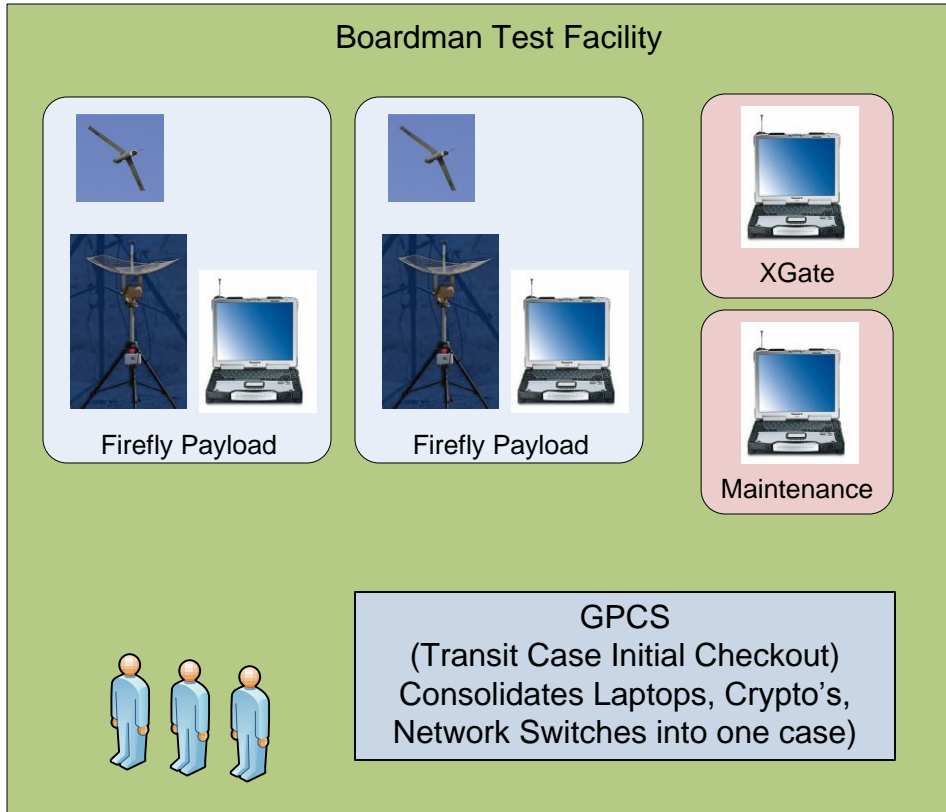 Boardman Test Facility
Firefly Payload
Firefly Payload
XGate
Maintenance
GPCS
(Transit Case Initial Checkout)
Consolidates Laptops, Crypto's,
Network Switches into one case)